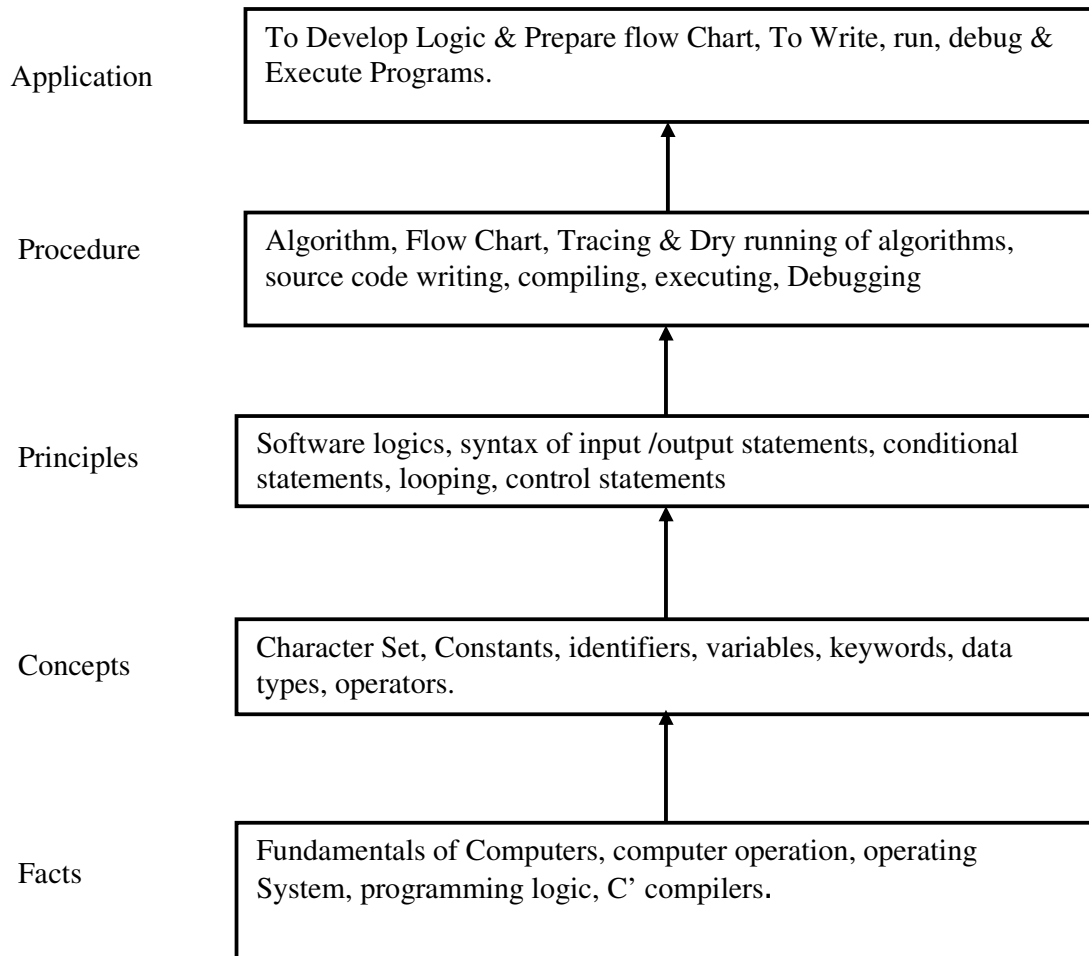 Application
To Develop Logic & Prepare flow Chart, To Write, run, debug &
Execute Programs.
Procedure
Algorithm, Flow Chart, Tracing & Dry running of algorithms,
source code writing, compiling, executing, Debugging
Principles
Software logics, syntax of input /output statements, conditional
statements, looping, control statements
Concepts
Character Set, Constants, identifiers, variables, keywords, data
types, operators.
Facts
Fundamentals of Computers, computer operation, operating
System, programming logic, C’ compilers.